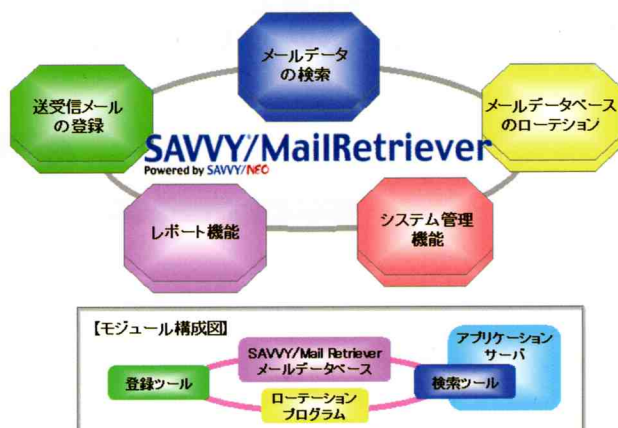 メールデータ
の検索
送受信メール
の登録
メールデータベース
のローテション
SAVVY/MailRetriever
Powered by SAVVY/NEO
レポート機能
システム管理
機能
【モジュール構成図】
SAVVY/Mail Retriever
メールデータベース
アプリケーション
サーバ
登録ツール
検索ツール
ローテーション
プログラム